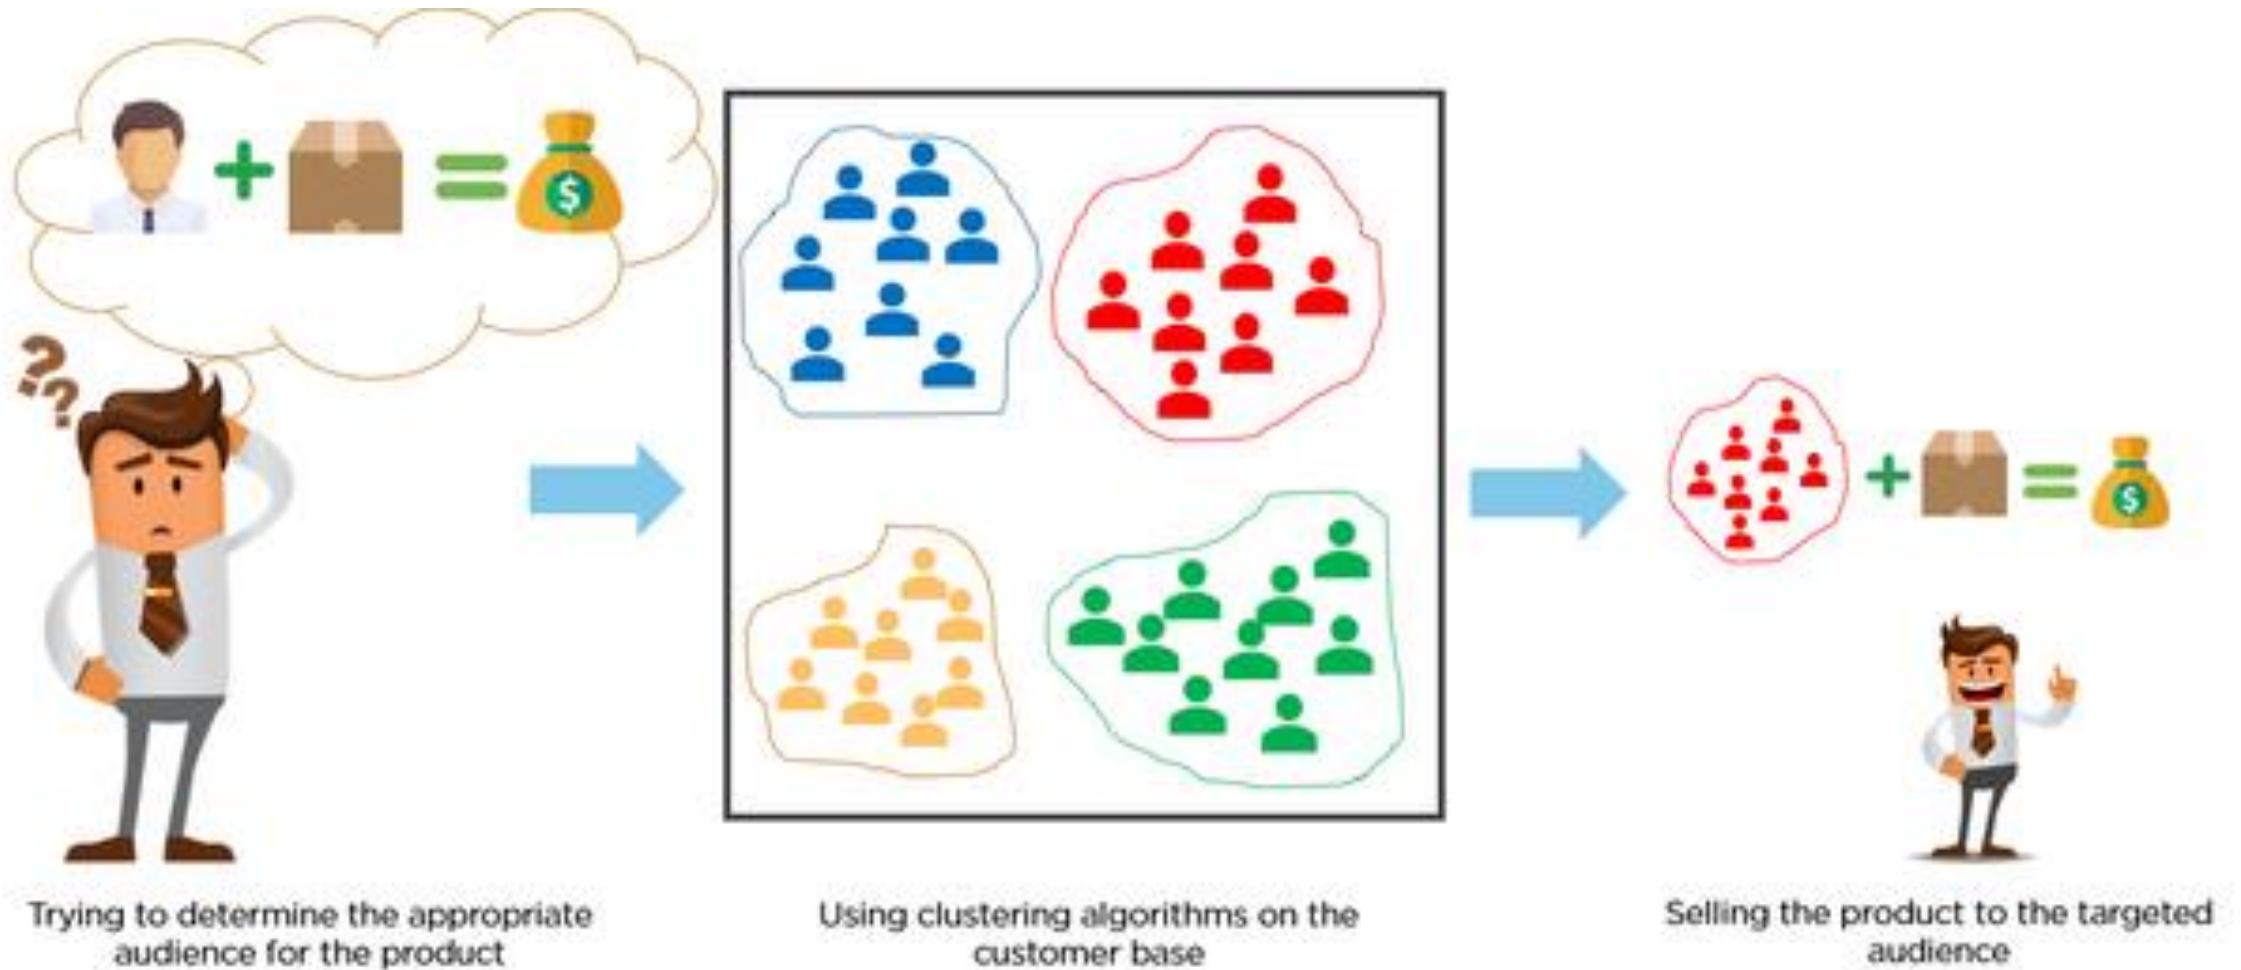 $
??
Trying to determine the appropriate
audience for the product
Using clustering algorithms on the
customer base
$
Selling the product to the targeted
audience